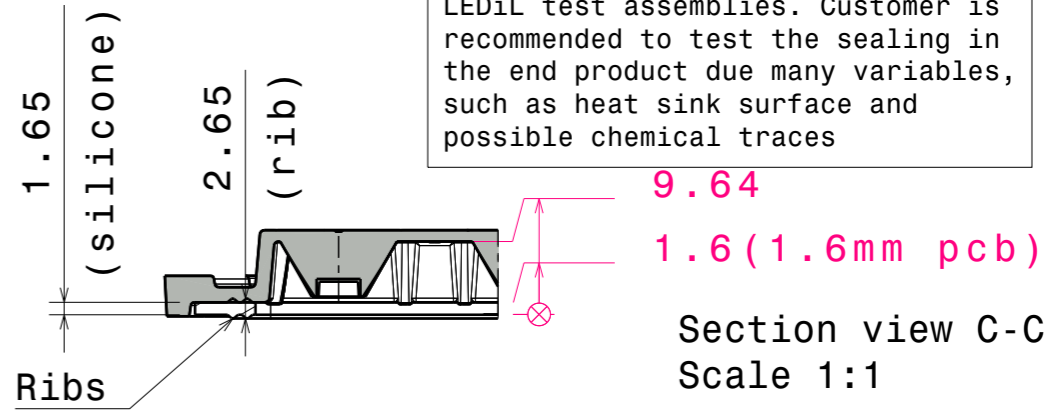 LEDiL test assemblies. Customer is
recommended to test the sealing in
the end product due many variables,
such as heat sink surface and
possible chemical traces
1.65
(silicone)
2.65
(rib)
9.64
1.6(1.6mm pcb)
Section view C-C
Scale 1:1
Ribs